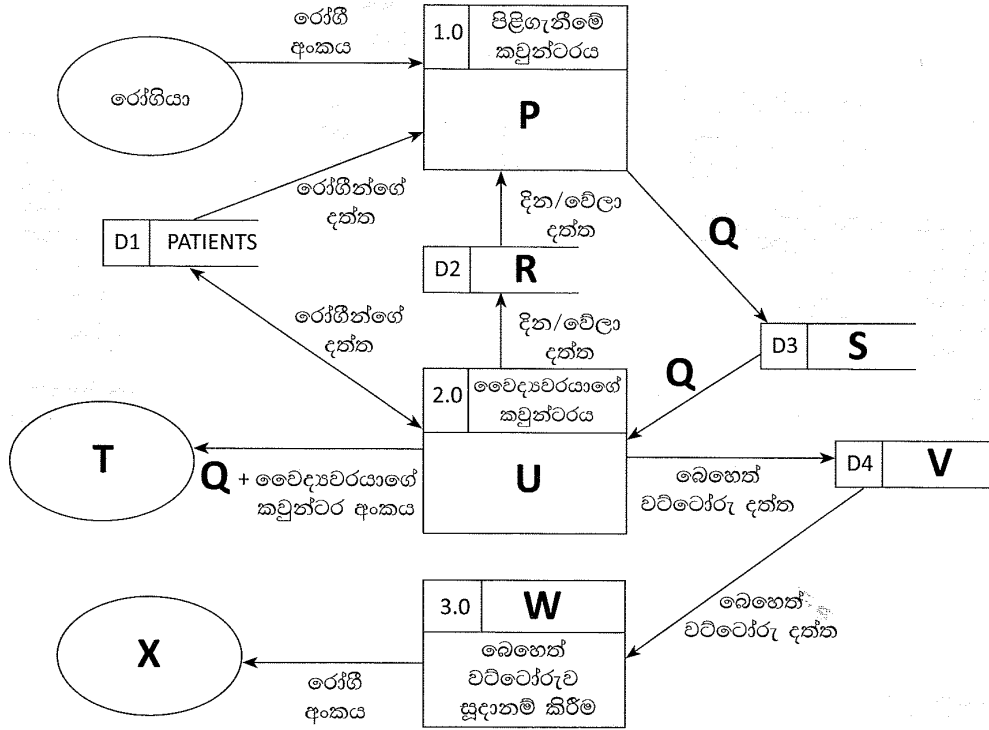 රෝගී
අංකය
රෝගියා
1.0
පිළිගැනීමේ
කවුන්ටරය
P
රෝගීන්ගේ
දත්ත
දින/වේලා
දත්ත
Q
D1
PATIENTS
D2
R
රෝගීන්ගේ
දත්ත
දින/වේලා
දත්ත
D3
S
Q
2.0
වෛද්‍යවරයාගේ
කවුන්ටරය
U
T
Q + වෛද්‍යවරයාගේ
කවුන්ටර අංකය
බෙහෙත්
වට්ටෝරු දත්ත
D4
V
බෙහෙත්
වට්ටෝරු දත්ත
3.0
W
බෙහෙත්
වට්ටෝරුව
සූදානම් කිරීම
X
රෝගී
අංකය